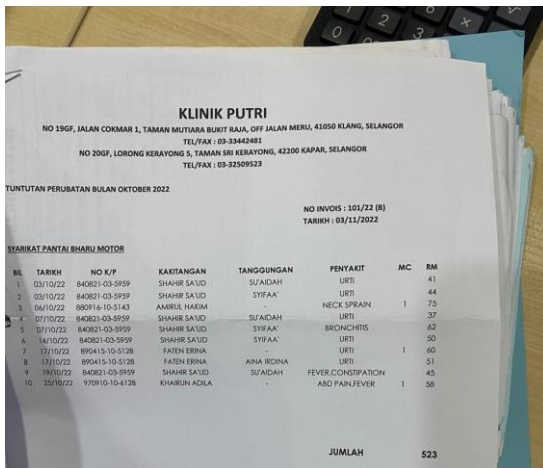 KLINIK PUTRI
NO 19GF, JALAN COKMAR 1, TAMAN MUTIARA BUKIT RAJA, OFF JALAN MERU, 41050 KLANG, SELANGOR
TEL/FAX : 03-33442481
NO 20GF, LORONG KERAYONG 5, TAMAN SRI KERAYONG, 42200 KAPAR, SELANGOR
TEL/FAX : 03-32509523
TUNTUTAN PERUBATAN BULAN OKTOBER 2022
NO INVOIS : 101/22 (B)
TARIKH : 03/11/2022
SYARIKAT PANTAI BHARU MOTOR
BIL TARIKH NO K/P KAKITANGAN TANGGUNGAN PENYAKIT MC RM
1 03/10/22 840821-03-5959 SHAHIR SA'UD SU'AIDAH URTI 41
2 03/10/22 840821-03-5959 SHAHIR SA'UD SYIFAA' URTI 44
3 06/10/22 880916-10-5143 AMIRUL HAKIM - NECK SPRAIN 1 75
4 07/10/22 840821-03-5959 SHAHIR SA'UD SU'AIDAH URTI 37
5 07/10/22 840821-03-5959 SHAHIR SA'UD SYIFAA' BRONCHITIS 62
6 14/10/22 840821-03-5959 SHAHIR SA'UD SYIFAA' URTI 50
7 17/10/22 890415-10-5128 FATEN ERINA - URTI 1 60
8 17/10/22 890415-10-5128 FATEN ERINA AINA IRDINA URTI 51
9 19/10/22 840821-03-5959 SHAHIR SA'UD SU'AIDAH FEVER,CONSTIPATION 45
10 25/10/22 970910-10-6128 KHAIRUN ADILA - ABD PAIN,FEVER 1 58
JUMLAH 523